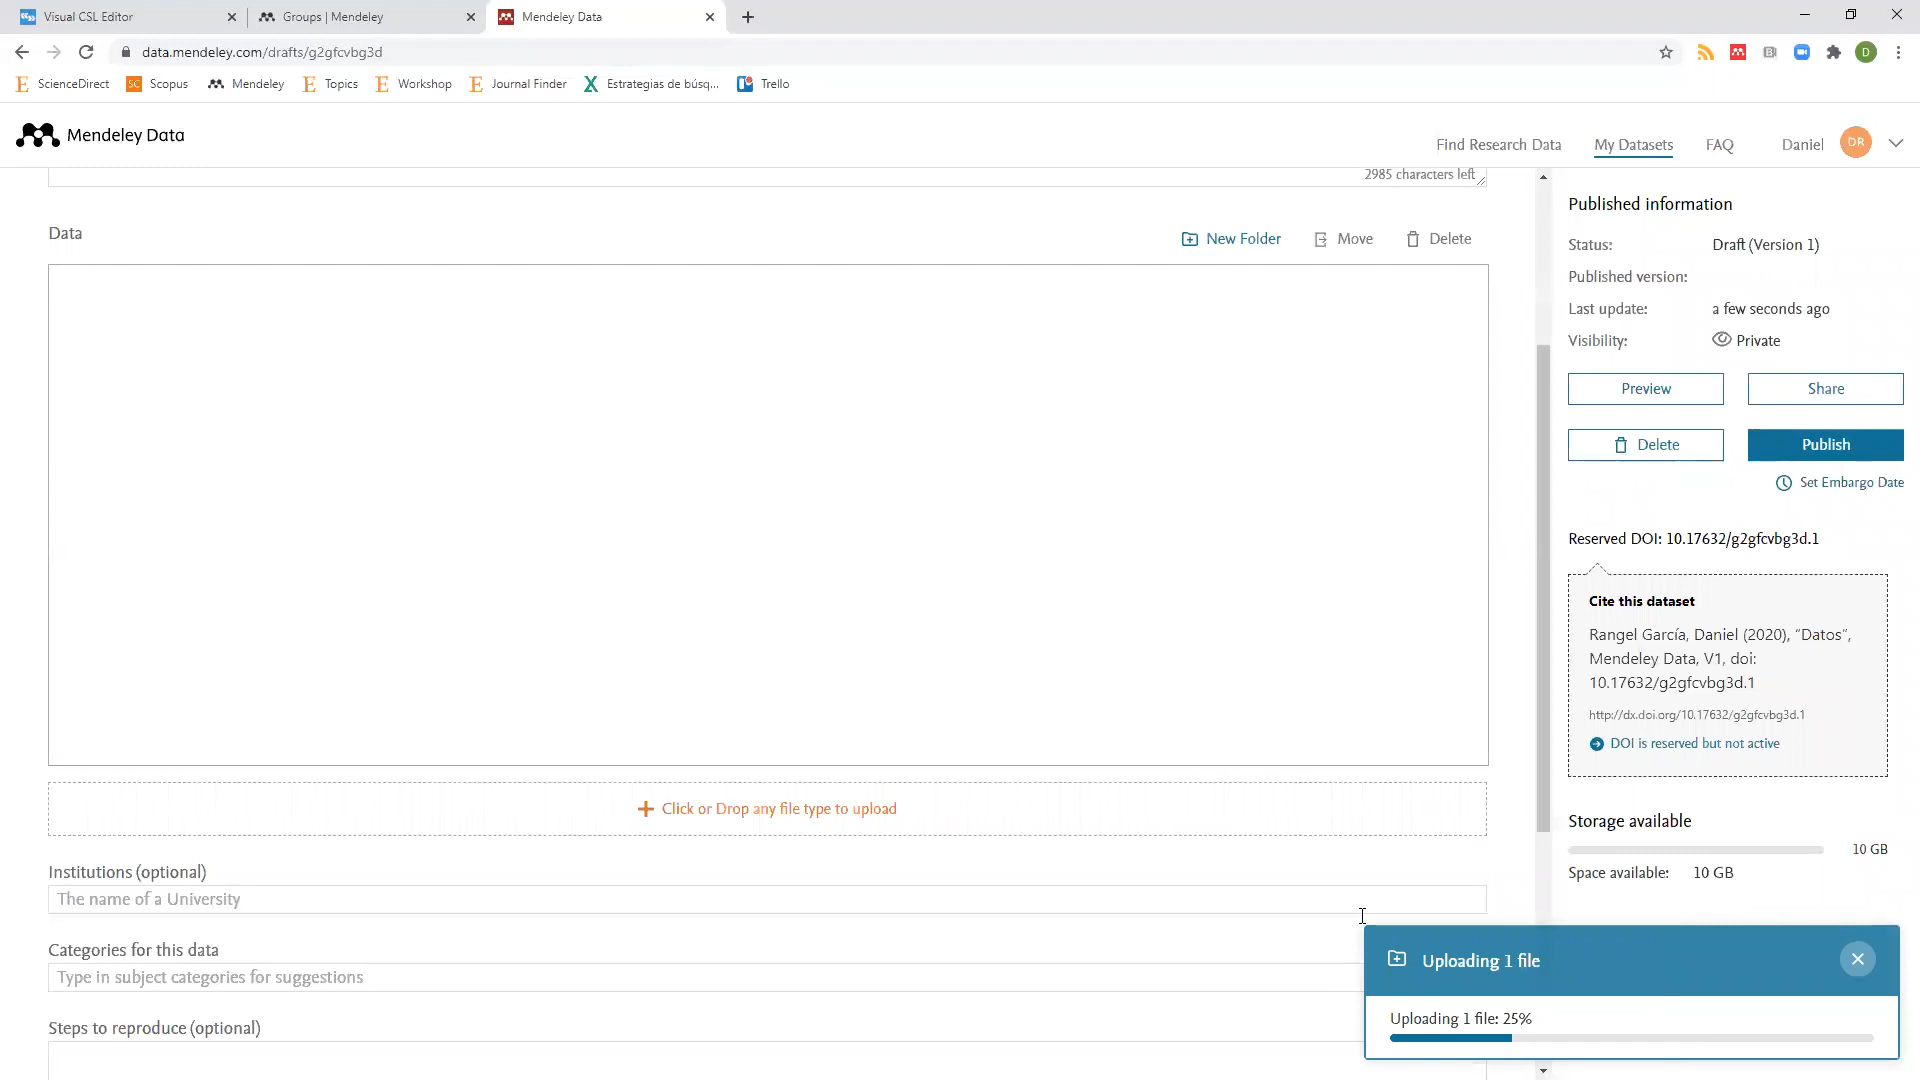 Visual CSL Editor
Groups | Mendeley
Mendeley Data
data.mendeley.com/drafts/g2gfcvbg3d
D
E ScienceDirect
SC Scopus
Mendeley
E Topics
E Workshop
E Journal Finder
X Estrategias de búsq...
Trello
Mendeley Data
Find Research Data
My Datasets
FAQ
Daniel
DR
2985 characters left
Data
New Folder
Move
Delete
Click or Drop any file type to upload
Institutions (optional)
The name of a University
Categories for this data
Type in subject categories for suggestions
Steps to reproduce (optional)
Published information
Status: Draft (Version 1)
Published version:
Last update: a few seconds ago
Visibility: Private
Preview
Share
Delete
Publish
Set Embargo Date
Reserved DOI: 10.17632/g2gfcvbg3d.1
Cite this dataset
Rangel García, Daniel (2020), “Datos”,
Mendeley Data, V1, doi:
10.17632/g2gfcvbg3d.1
http://dx.doi.org/10.17632/g2gfcvbg3d.1
DOI is reserved but not active
Storage available
10 GB
Space available: 10 GB
Uploading 1 file
Uploading 1 file: 25%